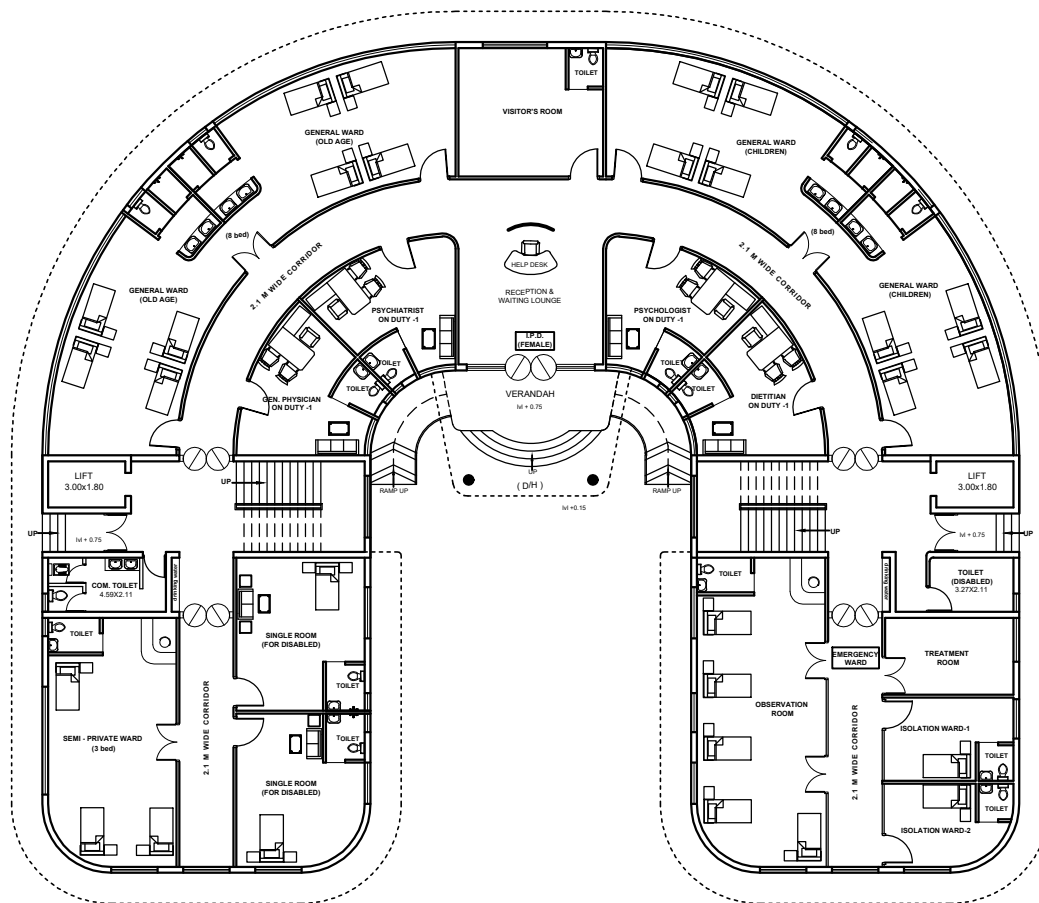 TOILET
VISITOR'S ROOM
GENERAL WARD
(OLD AGE)
GENERAL WARD
(CHILDREN)
(8 bed)
(8 bed)
2.1 M WIDE CORRIDOR
2.1 M WIDE CORRIDOR
HELP DESK
RECEPTION &
WAITING LOUNGE
I.P.D.
(FEMALE)
GENERAL WARD
(OLD AGE)
GENERAL WARD
(CHILDREN)
PSYCHIATRIST
ON DUTY -1
PSYCHOLOGIST
ON DUTY -1
TOILET
TOILET
TOILET
TOILET
GEN. PHYSICIAN
ON DUTY -1
DIETITIAN
ON DUTY -1
VERANDAH
lvl + 0.75
UP
( D/H )
RAMP UP
RAMP UP
lvl +0.15
LIFT
3.00x1.80
LIFT
3.00x1.80
UP
UP
UP
lvl + 0.75
lvl + 0.75
UP
COM. TOILET
4.59X2.11
drinking water
drinking water
TOILET
(DISABLED)
3.27X2.11
TOILET
TOILET
SINGLE ROOM
(FOR DISABLED)
EMERGENCY
WARD
TREATMENT
ROOM
TOILET
TOILET
SEMI - PRIVATE WARD
(3 bed)
2.1 M WIDE CORRIDOR
SINGLE ROOM
(FOR DISABLED)
OBSERVATION
ROOM
2.1 M WIDE CORRIDOR
ISOLATION WARD-1
TOILET
TOILET
ISOLATION WARD-2